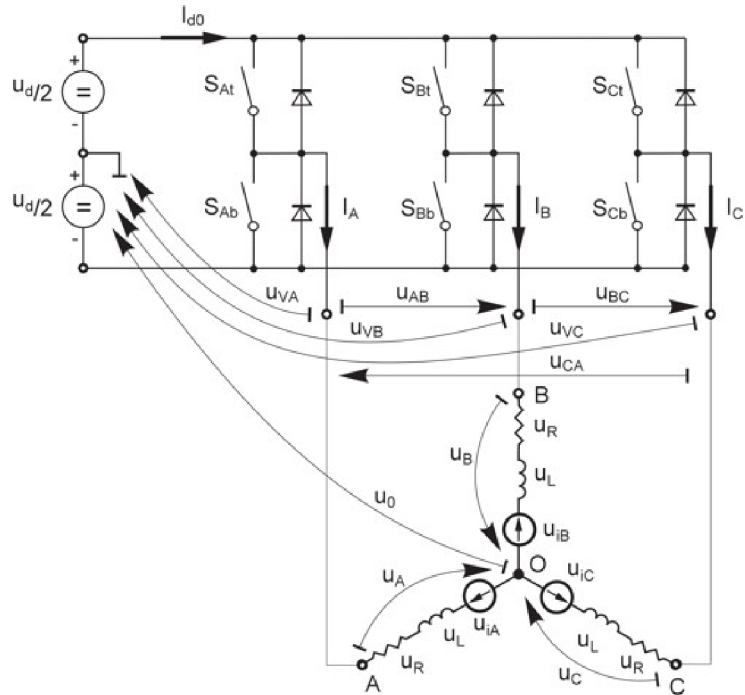 I_d0
+
u_d/2
=
-
+
u_d/2
=
-
S_At
S_Bt
S_Ct
S_Ab
I_A
S_Bb
I_B
S_Cb
I_C
u_VA
u_AB
u_BC
u_VB
u_VC
u_CA
B
u_R
u_B
u_L
u_0
u_iB
O
u_iC
u_A
u_iA
u_L
u_L
u_R
u_C
u_R
A
C